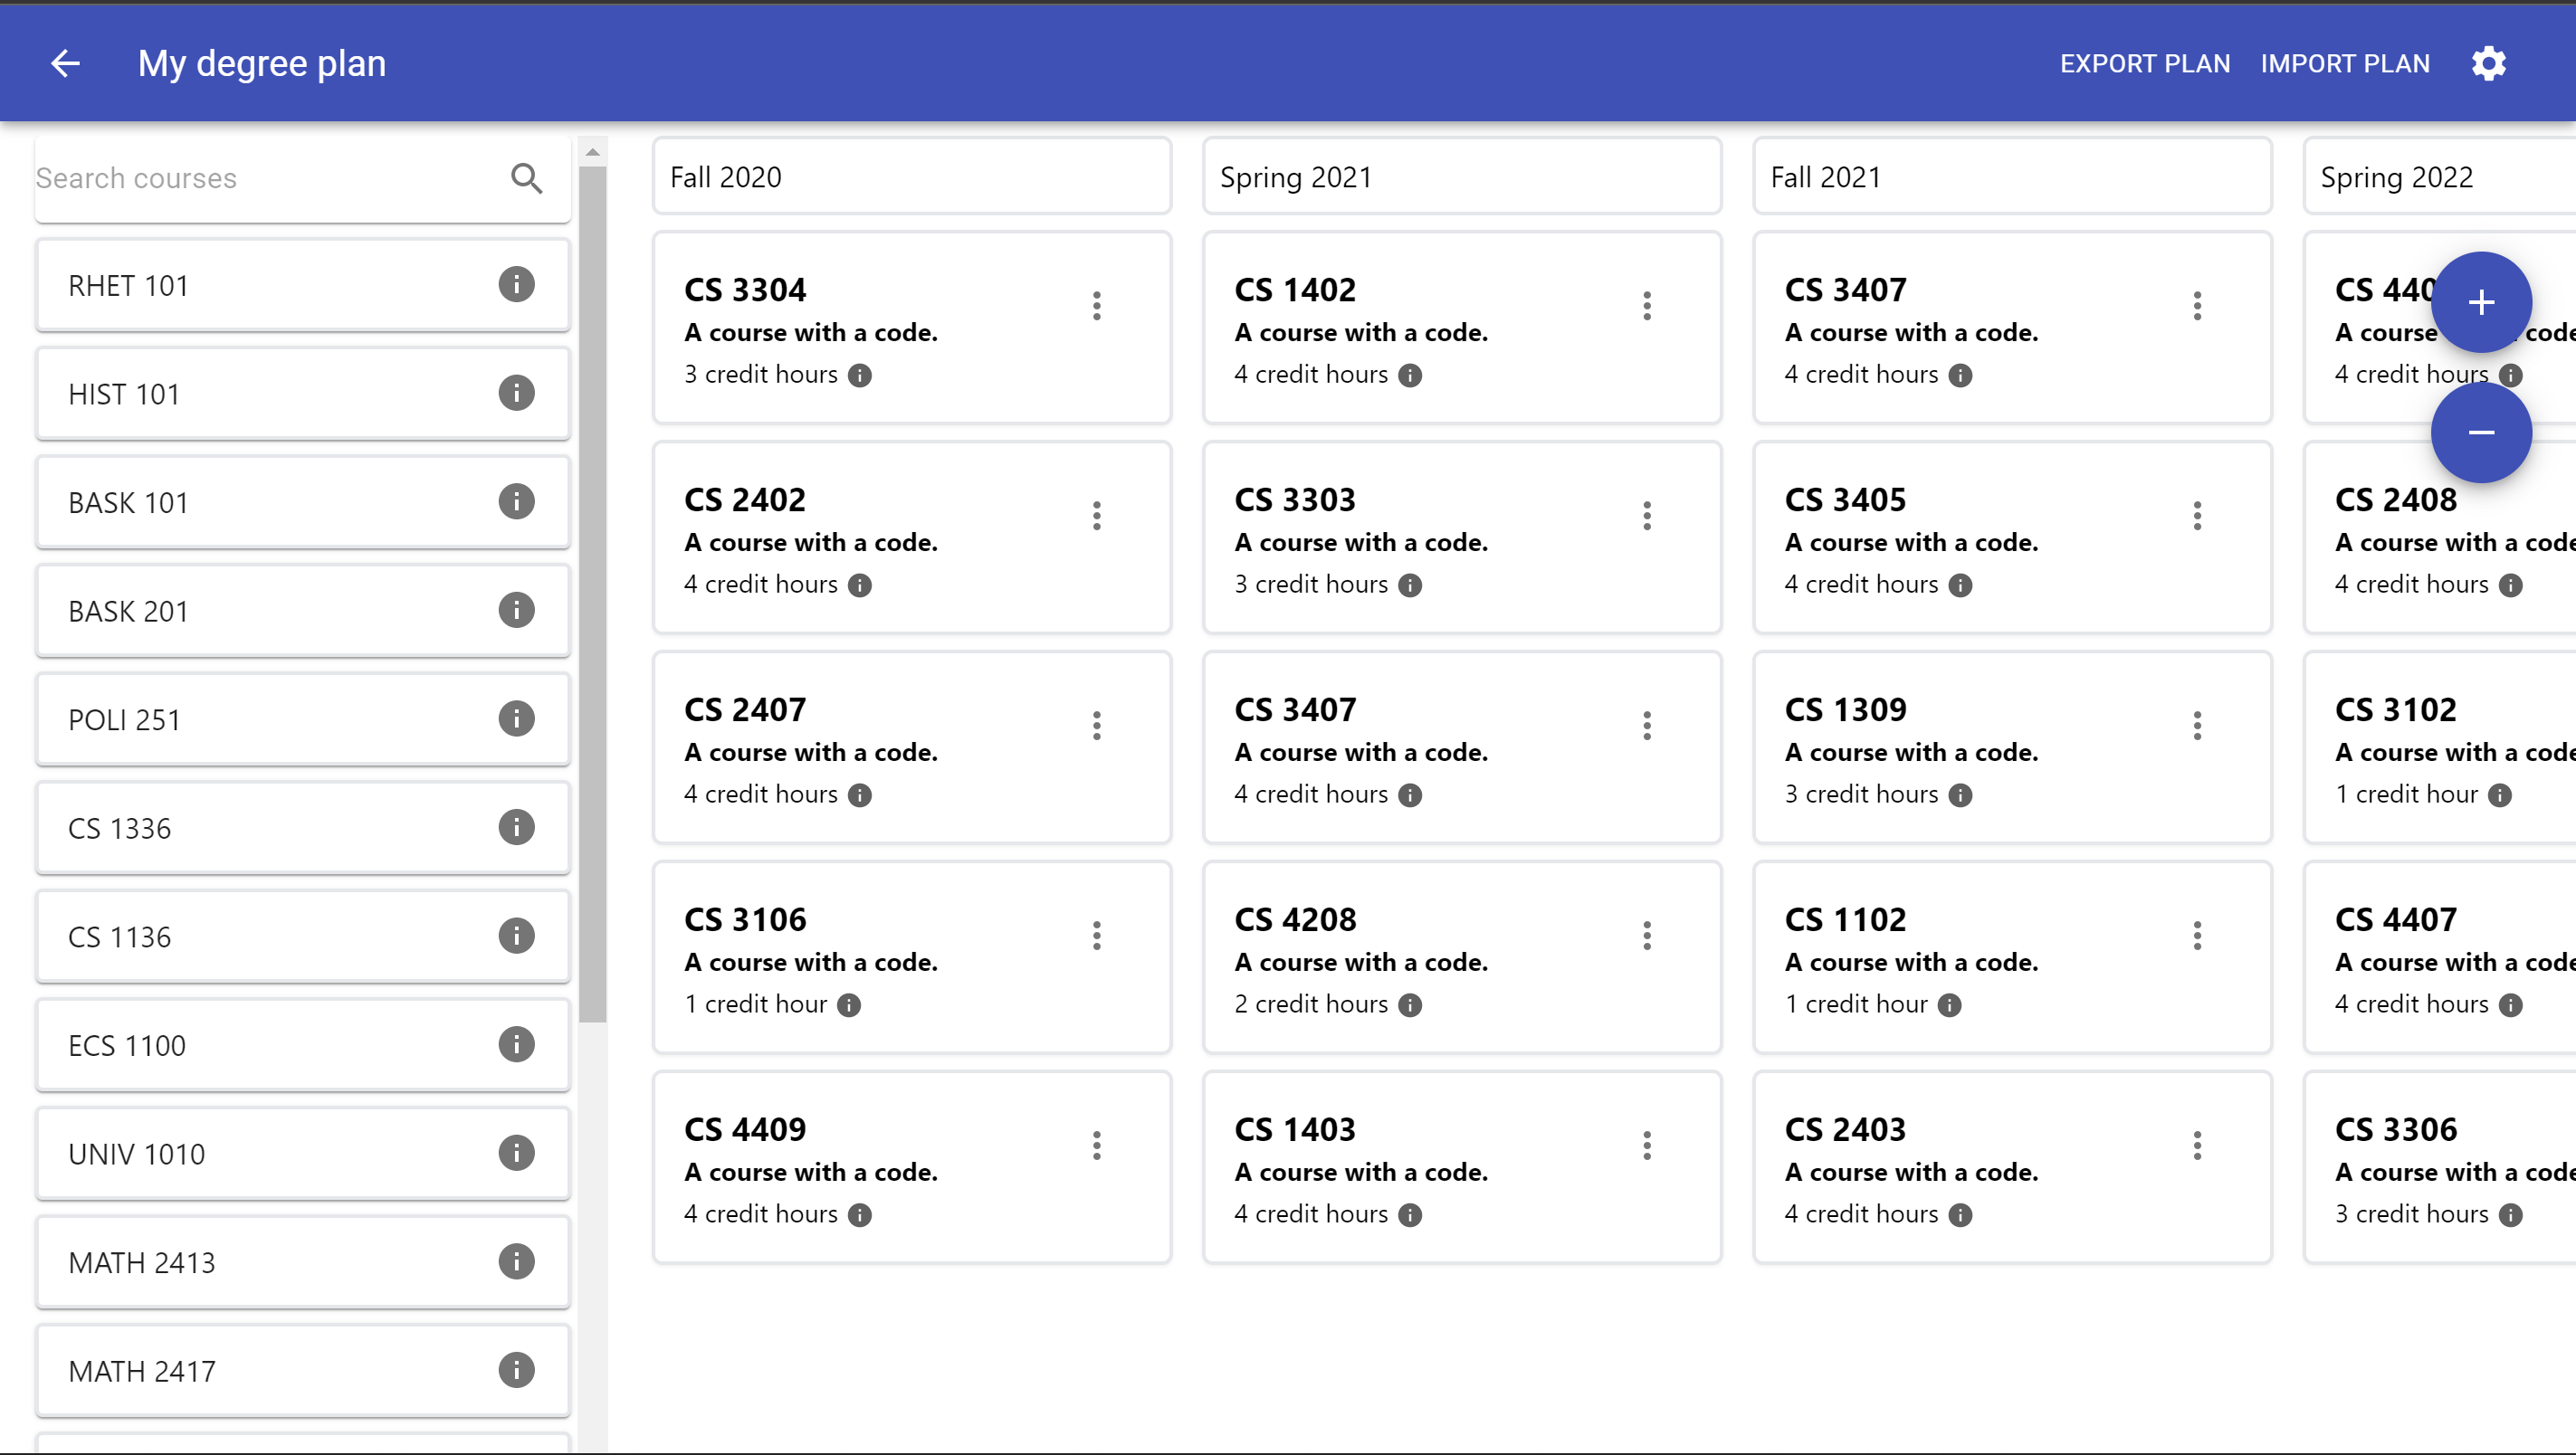 My degree plan
EXPORT PLAN
IMPORT PLAN
Search courses
RHET 101
HIST 101
BASK 101
BASK 201
POLI 251
CS 1336
CS 1136
ECS 1100
UNIV 1010
MATH 2413
MATH 2417
Fall 2020
CS 3304
A course with a code.
3 credit hours
CS 2402
A course with a code.
4 credit hours
CS 2407
A course with a code.
4 credit hours
CS 3106
A course with a code.
1 credit hour
CS 4409
A course with a code.
4 credit hours
Spring 2021
CS 1402
A course with a code.
4 credit hours
CS 3303
A course with a code.
3 credit hours
CS 3407
A course with a code.
4 credit hours
CS 4208
A course with a code.
2 credit hours
CS 1403
A course with a code.
4 credit hours
Fall 2021
CS 3407
A course with a code.
4 credit hours
CS 3405
A course with a code.
4 credit hours
CS 1309
A course with a code.
3 credit hours
CS 1102
A course with a code.
1 credit hour
CS 2403
A course with a code.
4 credit hours
Spring 2022
CS 440
A course code
4 credit hours
CS 2408
A course with a code
4 credit hours
CS 3102
A course with a code
1 credit hour
CS 4407
A course with a code
4 credit hours
CS 3306
A course with a code
3 credit hours